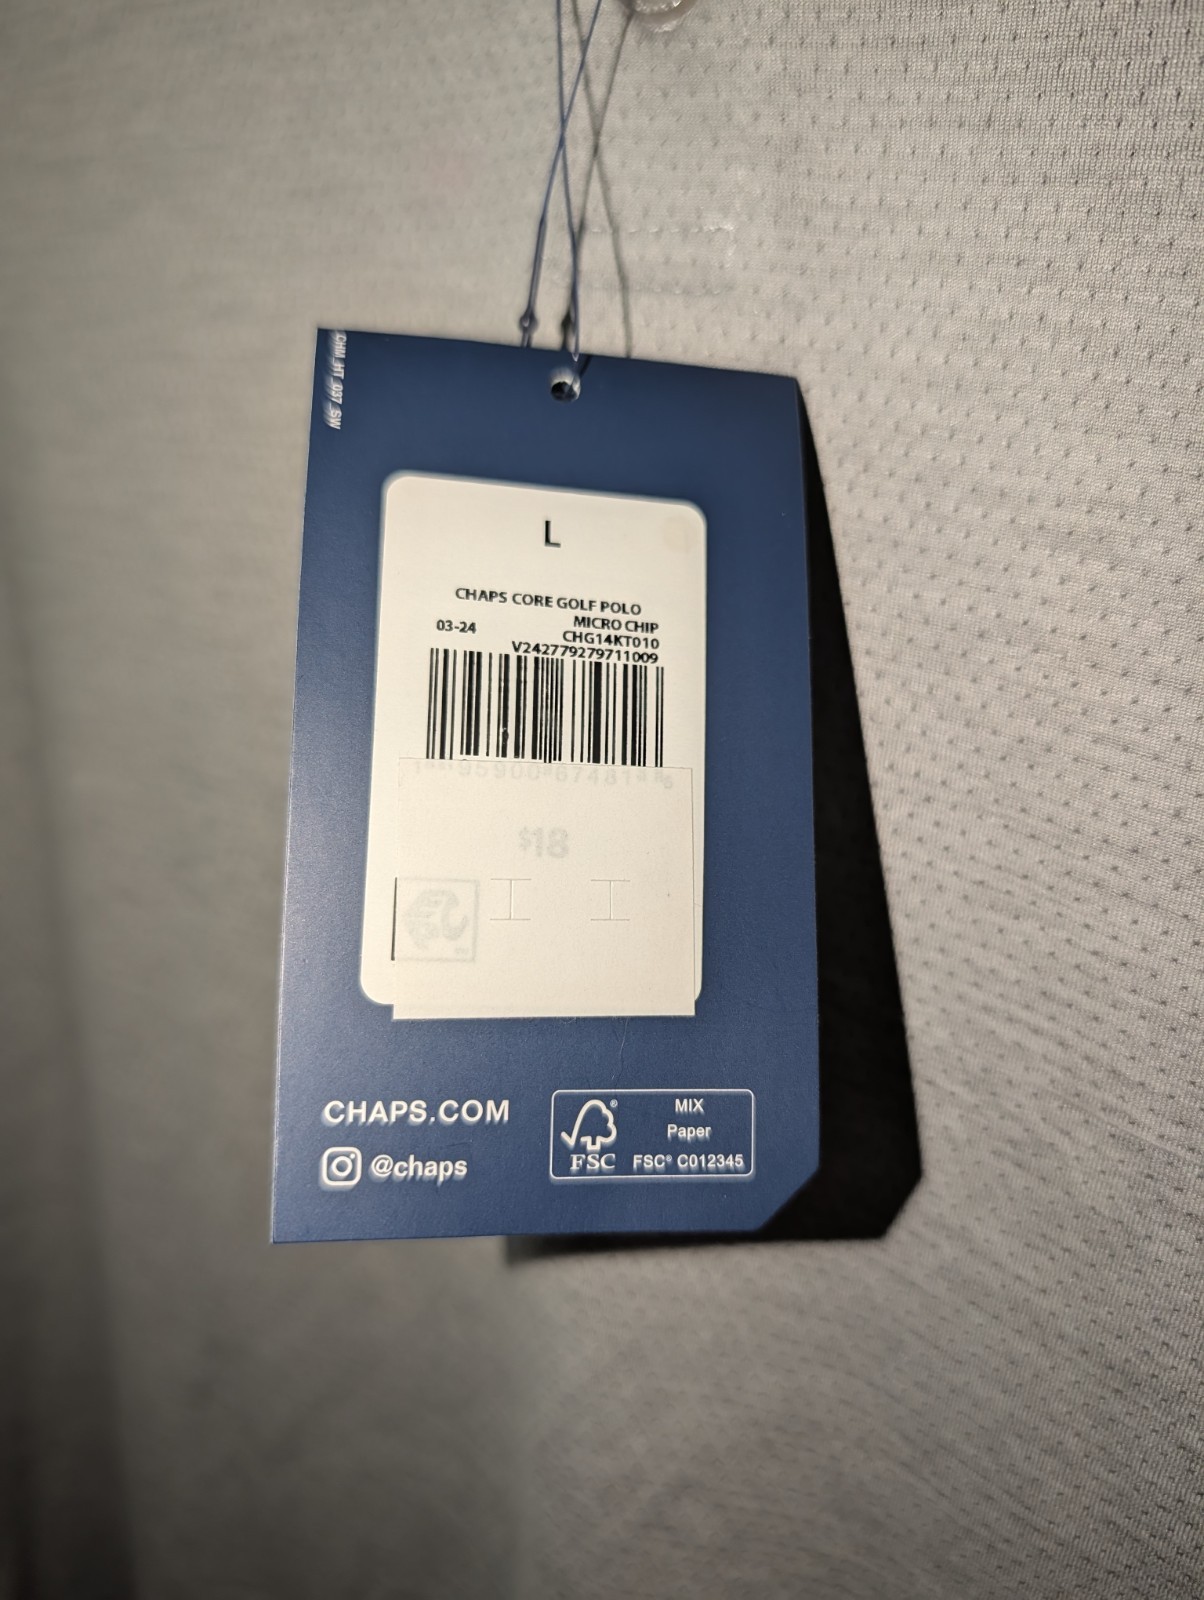 CHM_HT_037_SW
L
CHAPS CORE GOLF POLO
MICRO CHIP
03-24 CHG14KT010
V242779279711009
$18
CHAPS.COM
@chaps
FSC®
MIX
Paper
FSC® C012345